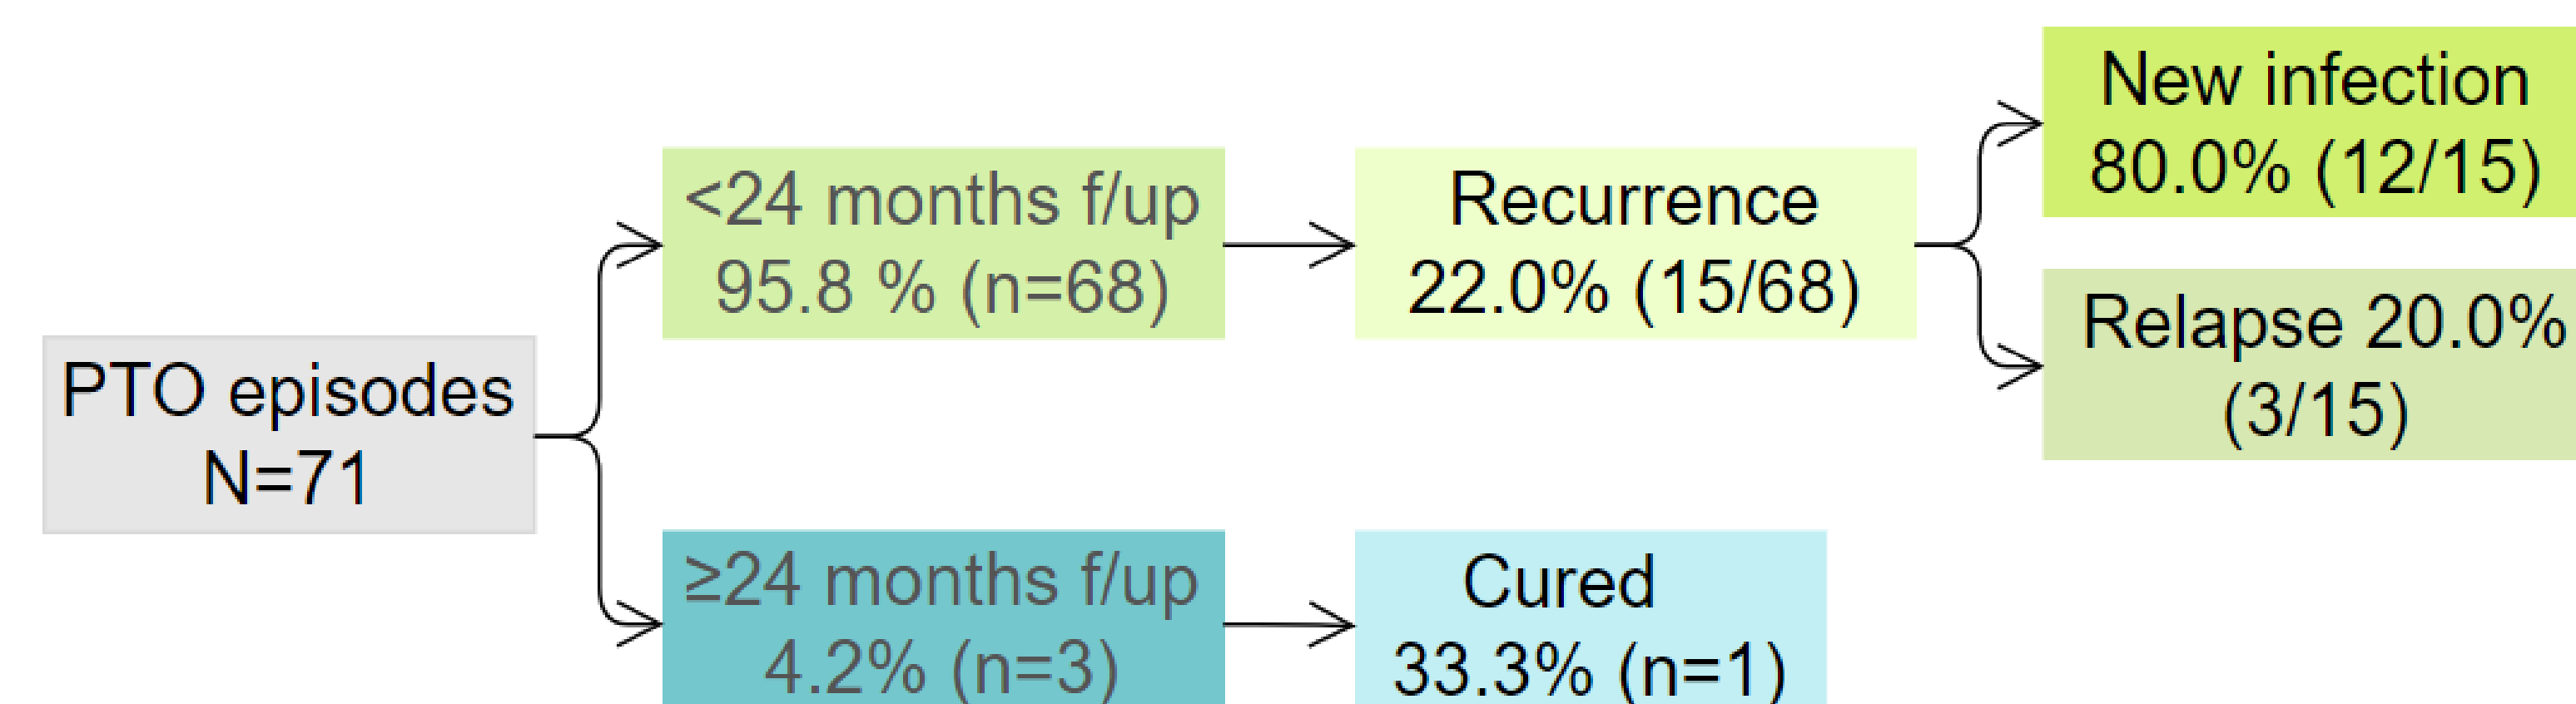 PTO episodes
N=71
<24 months f/up
95.8 % (n=68)
≥24 months f/up
4.2% (n=3)
Recurrence
22.0% (15/68)
Cured
33.3% (n=1)
New infection
80.0% (12/15)
Relapse 20.0%
(3/15)